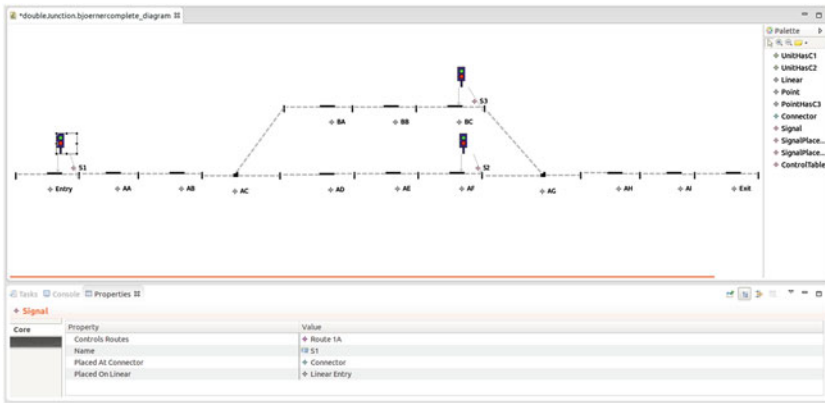 *doubleJunction.bjoernercomplete_diagram
Palette
UnitHasC1
UnitHasC2
Linear
Point
PointHasC3
Connector
Signal
SignalPlace..
SignalPlace..
ControlTable
S3
BA BB BC
S1 S2
Entry AA AB AC AD AE AF AG AH AI Exit
Tasks Console Properties
Signal
Core Property Value
Controls Routes Route 1A
Name S1
Placed At Connector Connector
Placed On Linear Linear Entry